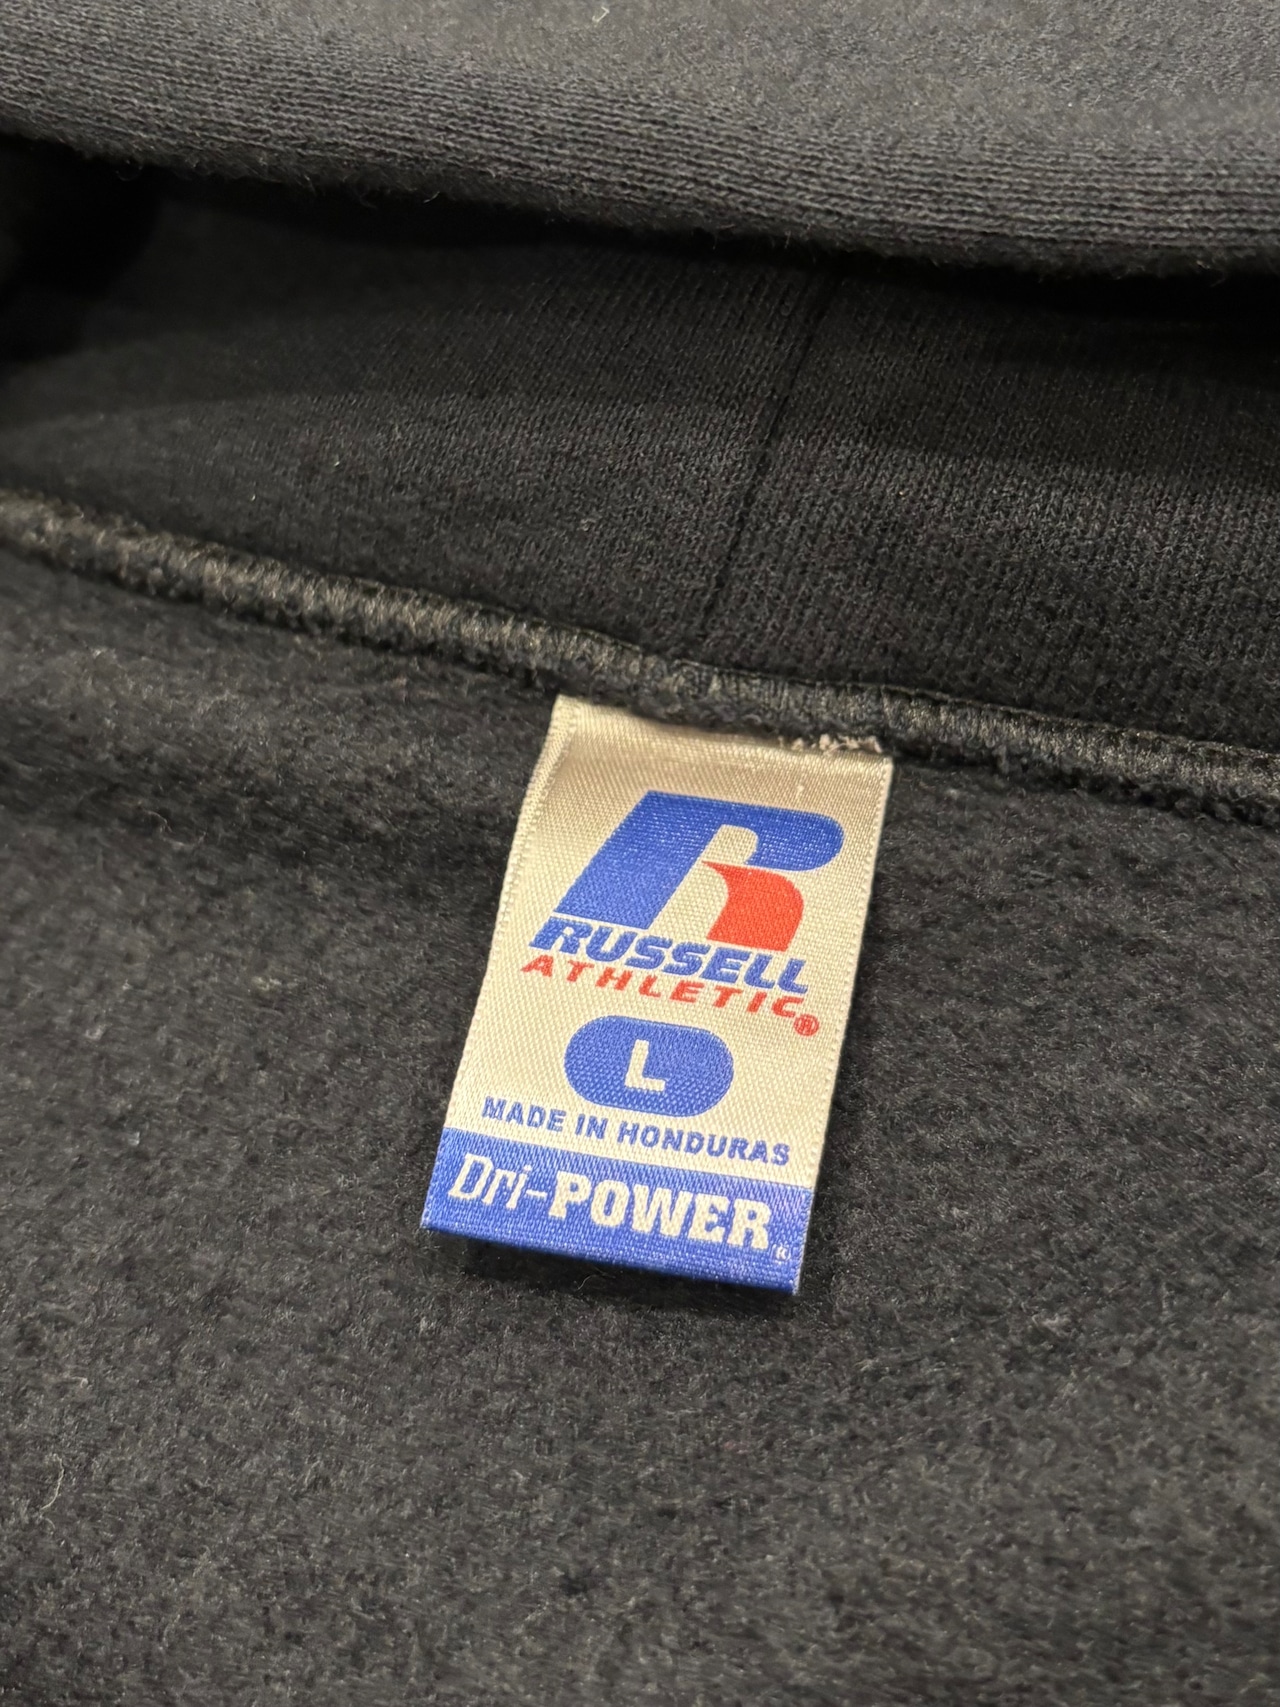 RUSSELL
ATHLETIC®
L
MADE IN HONDURAS
Dri-POWER®